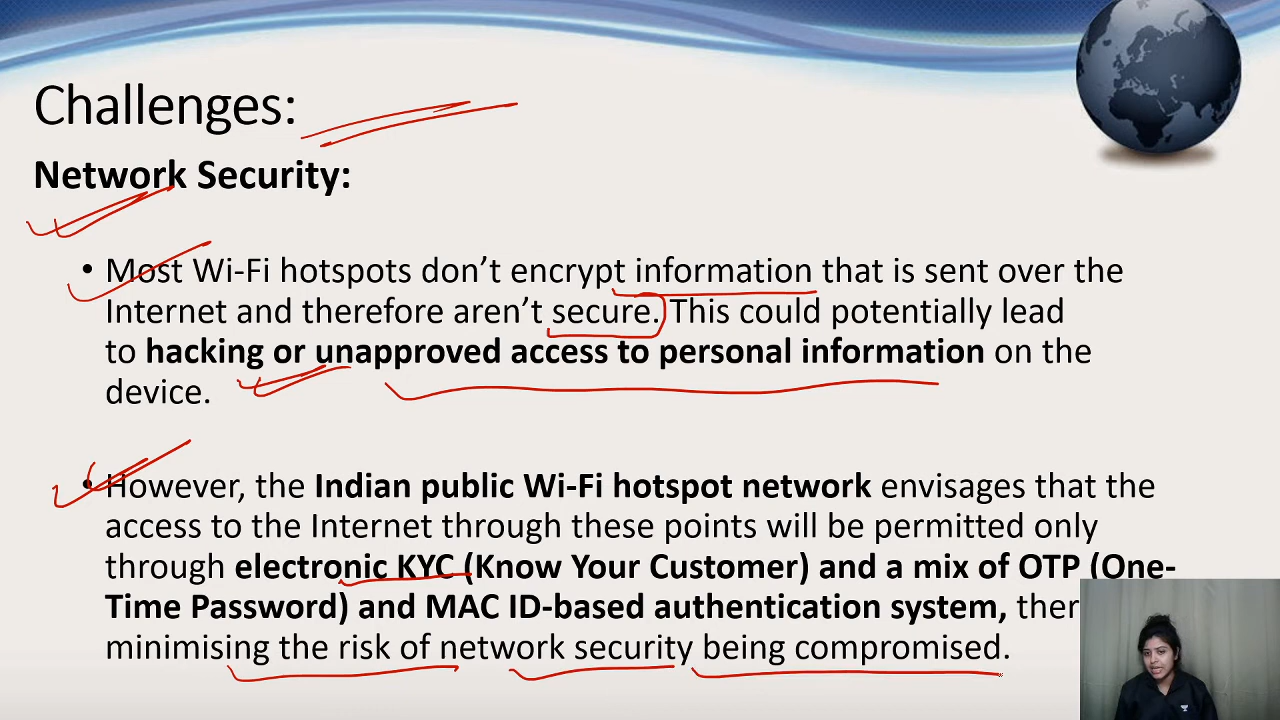 Challenges:
Network Security:
• Most Wi-Fi hotspots don’t encrypt information that is sent over the
Internet and therefore aren’t secure. This could potentially lead
to hacking or unapproved access to personal information on the
device.
• However, the Indian public Wi-Fi hotspot network envisages that the
access to the Internet through these points will be permitted only
through electronic KYC (Know Your Customer) and a mix of OTP (One-
Time Password) and MAC ID-based authentication system,
minimising the risk of network security being compromised.